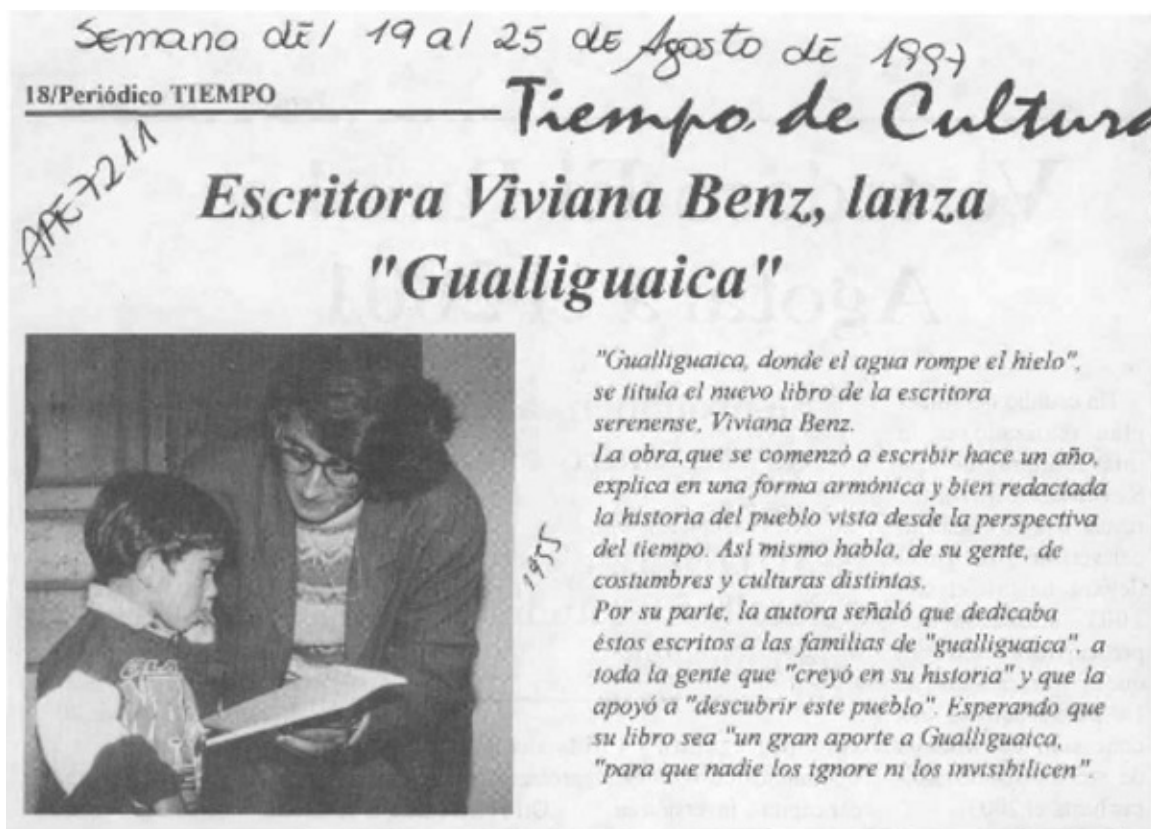 Semana del 19 al 25 de Agosto de 1997
18/Periódico TIEMPO
Tiempo de Cultura
Escritora Viviana Benz, lanza
"Gualliguaica"
"Gualliguaica, donde el agua rompe el hielo",
se titula el nuevo libro de la escritora
serenense, Viviana Benz.
La obra,que se comenzó a escribir hace un año,
explica en una forma armónica y bien redactada
la historia del pueblo vista desde la perspectiva
del tiempo. Así mismo habla, de su gente, de
costumbres y culturas distintas.
Por su parte, la autora señaló que dedicaba
éstos escritos a las familias de "gualliguaica", a
toda la gente que "creyó en su historia" y que la
apoyó a "descubrir este pueblo". Esperando que
su libro sea "un gran aporte a Gualliguaica,
"para que nadie los ignore ni los invisibilicen".
1955